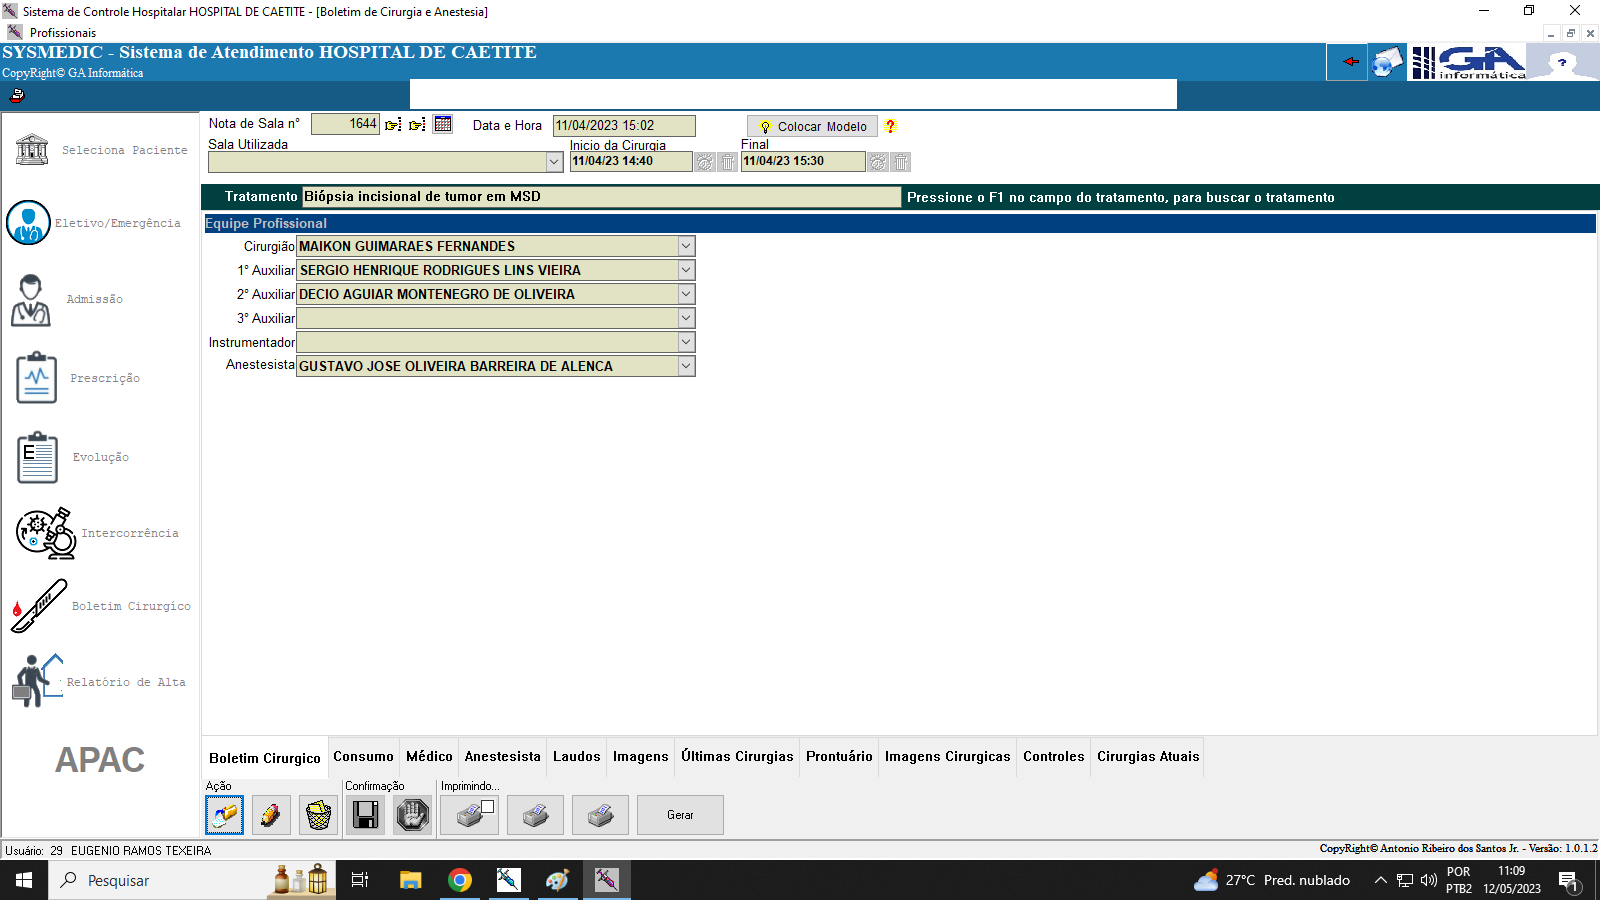 Sistema de Controle Hospitalar HOSPITAL DE CAETITE - [Boletim de Cirurgia e Anestesia]
Profissionais
SYSMEDIC - Sistema de Atendimento HOSPITAL DE CAETITE
CopyRight© GA Informática
GA informática
Nota de Sala n° 1644 Data e Hora 11/04/2023 15:02 Colocar Modelo ?
Sala Utilizada Inicio da Cirurgia Final
11/04/23 14:40 11/04/23 15:30
Tratamento Biópsia incisional de tumor em MSD Pressione o F1 no campo do tratamento, para buscar o tratamento
Equipe Profissional
Cirurgião MAIKON GUIMARAES FERNANDES
1° Auxiliar SERGIO HENRIQUE RODRIGUES LINS VIEIRA
2° Auxiliar DECIO AGUIAR MONTENEGRO DE OLIVEIRA
3° Auxiliar
Instrumentador
Anestesista GUSTAVO JOSE OLIVEIRA BARREIRA DE ALENCA
Seleciona Paciente
Eletivo/Emergência
Admissão
Prescrição
Evolução
Intercorrência
Boletim Cirurgíco
Relatório de Alta
APAC
Boletim Cirurgico Consumo Médico Anestesista Laudos Imagens Últimas Cirurgias Prontuário Imagens Cirurgicas Controles Cirurgias Atuais
Ação Confirmação Imprimindo...
Gerar
Usuário: 29 EUGENIO RAMOS TEXEIRA
CopyRight© Antonio Ribeiro dos Santos Jr. - Versão: 1.0.1.2
Pesquisar
27°C Pred. nublado
POR
PTB2
11:09
12/05/2023
1